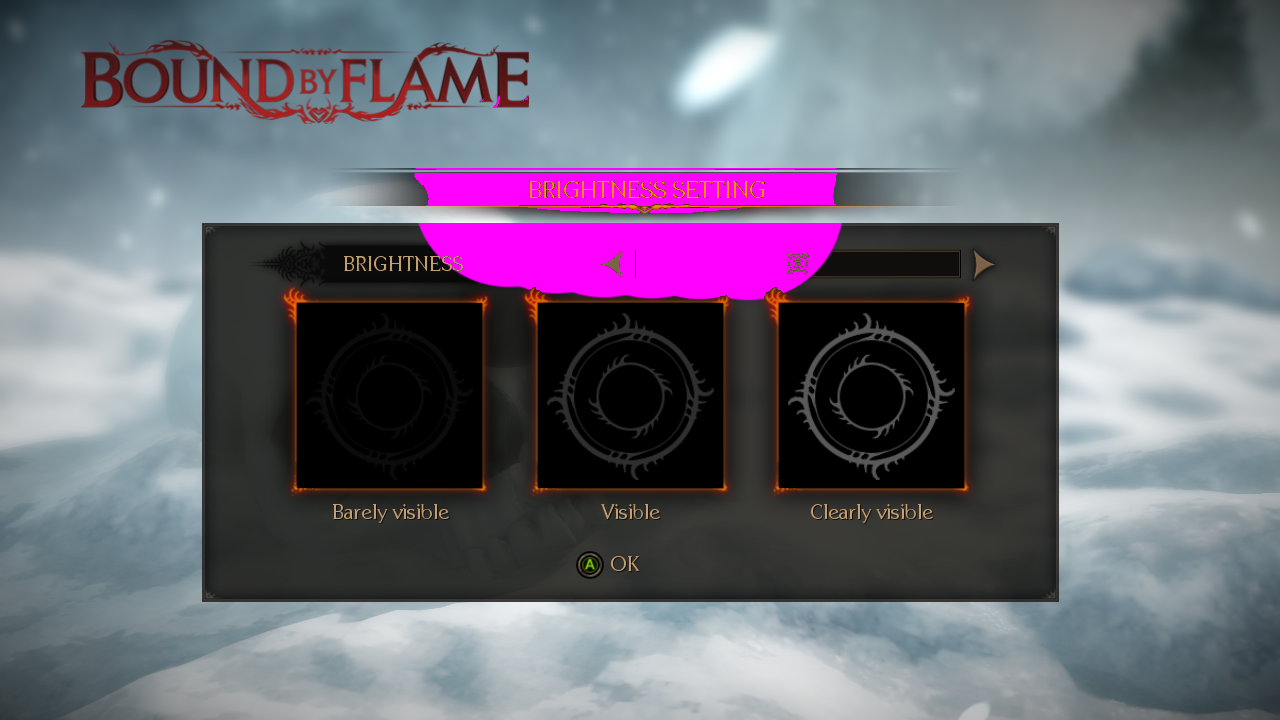 BOUND BY FLAME
BRIGHTNESS SETTING
BRIGHTNESS
Barely visible
Visible
Clearly visible
A OK